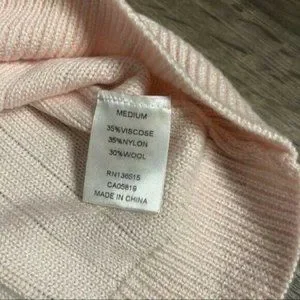 MEDIUM
35%VISCOSE
35%NYLON
30%WOOL
RN136515
CA05819
MADE IN CHINA